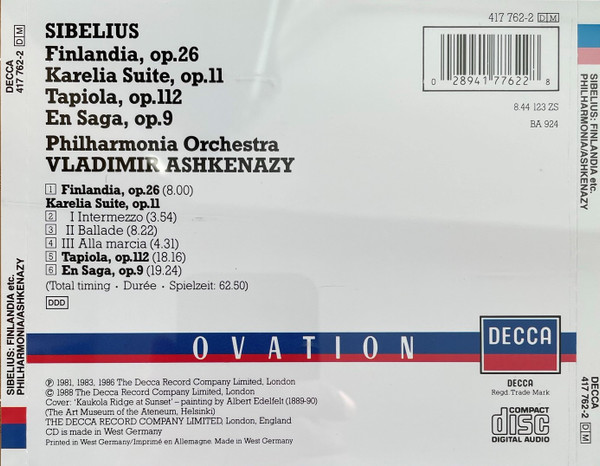 DECCA
417 762-2 DM
SIBELIUS: FINLANDIA etc.
PHILHARMONIA/ASHKENAZY
SIBELIUS
Finlandia, op.26
Karelia Suite, op.11
Tapiola, op.112
En Saga, op.9
Philharmonia Orchestra
VLADIMIR ASHKENAZY
1 Finlandia, op.26 (8.00)
Karelia Suite, op.11
2 I Intermezzo (3.54)
3 II Ballade (8.22)
4 III Alla marcia (4.31)
5 Tapiola, op.112 (18.16)
6 En Saga, op.9 (19.24)
(Total timing · Durée · Spielzeit: 62.50)
DDD
417 762-2 DM
0 28941 77622 8
8.44 123 ZS
BA 924
OVATION
DECCA
DECCA
Regd. Trade Mark
COMPACT
disc
DIGITAL AUDIO
℗ 1981, 1983, 1986 The Decca Record Company Limited, London
© 1988 The Decca Record Company Limited, London
Cover: 'Kaukola Ridge at Sunset' – painting by Albert Edelfelt (1889-90)
(The Art Museum of the Ateneum, Helsinki)
THE DECCA RECORD COMPANY LIMITED, London, England
CD is made in West Germany
Printed in West Germany/Imprimé en Allemagne. Made in West Germany
SIBELIUS: FINLANDIA etc.
PHILHARMONIA/ASHKENAZY
DECCA
417 762-2 DM